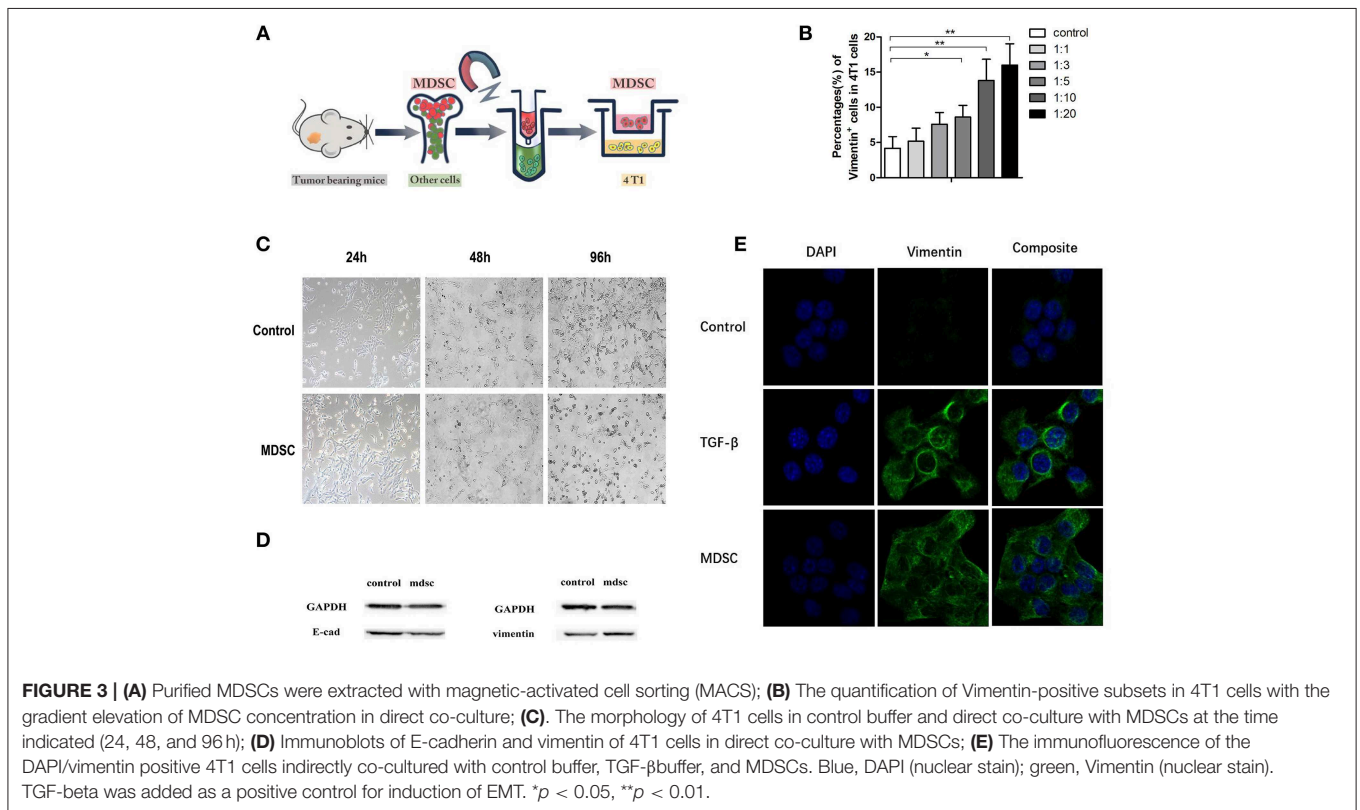 A
MDSC
MDSC
Tumor bearing mice
Other cells
4 T1
B
Percentages(%) of
Vimentin⁺ cells in 4T1 cells
20
15
10
5
0
**
**
*
control
1:1
1:3
1:5
1:10
1:20
C
24h 48h 96h
Control
MDSC
D
control mdsc
GAPDH
E-cad
control mdsc
GAPDH
vimentin
E
DAPI Vimentin Composite
Control
TGF-β
MDSC
FIGURE 3 | (A) Purified MDSCs were extracted with magnetic-activated cell sorting (MACS); (B) The quantification of Vimentin-positive subsets in 4T1 cells with the
gradient elevation of MDSC concentration in direct co-culture; (C). The morphology of 4T1 cells in control buffer and direct co-culture with MDSCs at the time
indicated (24, 48, and 96 h); (D) Immunoblots of E-cadherin and vimentin of 4T1 cells in direct co-culture with MDSCs; (E) The immunofluorescence of the
DAPI/vimentin positive 4T1 cells indirectly co-cultured with control buffer, TGF-βbuffer, and MDSCs. Blue, DAPI (nuclear stain); green, Vimentin (nuclear stain).
TGF-beta was added as a positive control for induction of EMT. *p < 0.05, **p < 0.01.